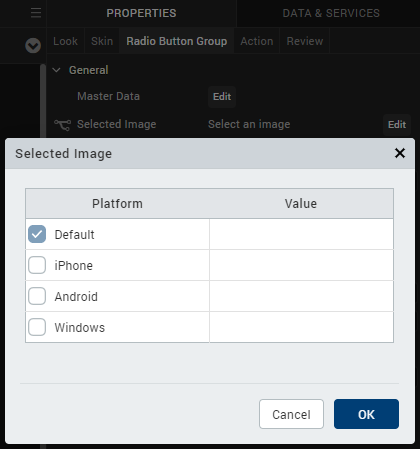 PROPERTIES DATA & SERVICES
Look Skin Radio Button Group Action Review
General
Master Data Edit
Selected Image Select an image Edit
Selected Image
Platform Value
Default
iPhone
Android
Windows
Cancel OK